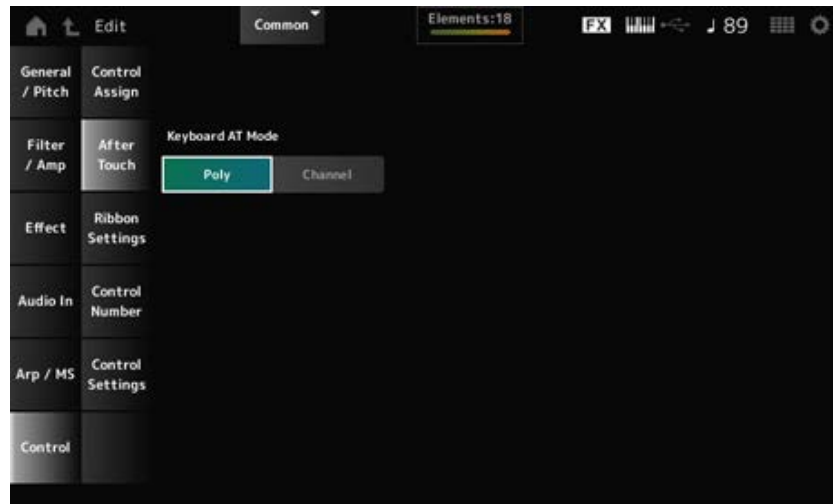 Edit
Common
Elements:18
FX
♩ 89
General
/ Pitch
Control
Assign
Filter
/ Amp
After
Touch
Keyboard AT Mode
Poly
Channel
Effect
Ribbon
Settings
Audio In
Control
Number
Arp / MS
Control
Settings
Control